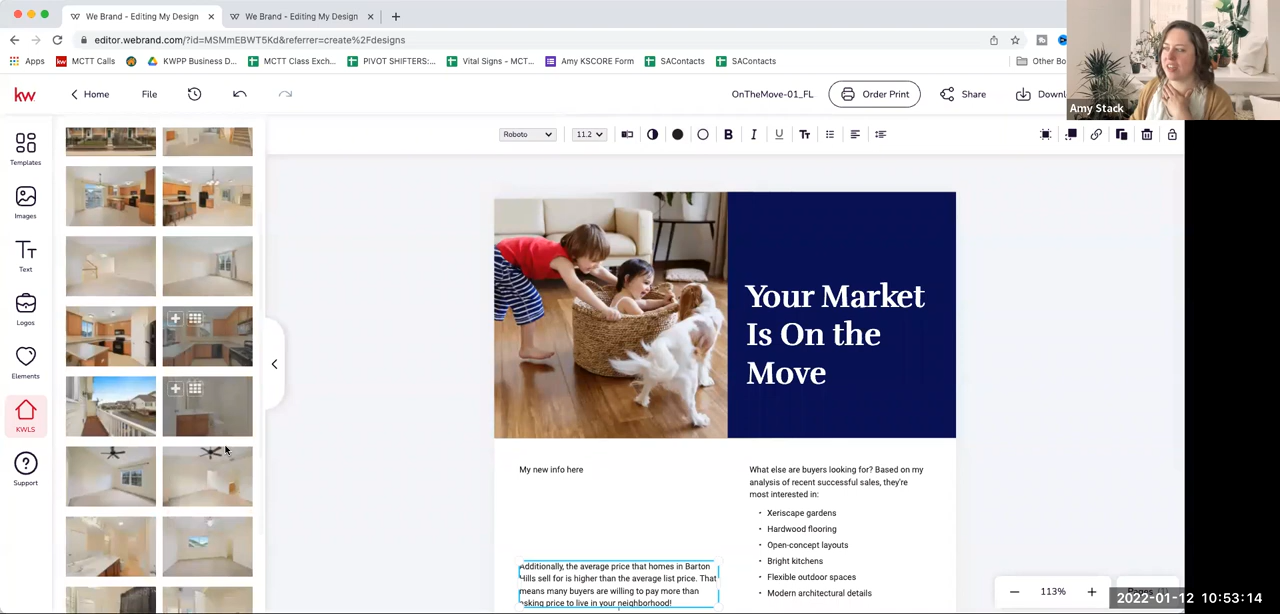 We Brand - Editing My Design
We Brand - Editing My Design
editor.webrand.com/?id=MSMmEBWT5Kd&referrer=create%2Fdesigns
Apps
MCTT Calls
KWPP Business D...
MCTT Class Exch...
PIVOT SHIFTERS:...
Vital Signs - MCT...
Amy KSCORE Form
SAContacts
SAContacts
Other Bo
kw
Home
File
OnTheMove-01_FL
Order Print
Share
Downl
Amy Stack
Roboto
11.2
B
I
U
Tt
Templates
Images
Text
Logos
Elements
KWLS
Support
Your Market
Is On the
Move
My new info here
Additionally, the average price that homes in Barton
Hills sell for is higher than the average list price. That
means many buyers are willing to pay more than
asking price to live in your neighborhood!
What else are buyers looking for? Based on my
analysis of recent successful sales, they're
most interested in:
• Xeriscape gardens
• Hardwood flooring
• Open-concept layouts
• Bright kitchens
• Flexible outdoor spaces
• Modern architectural details
113%
2022-01-12 10:53:14